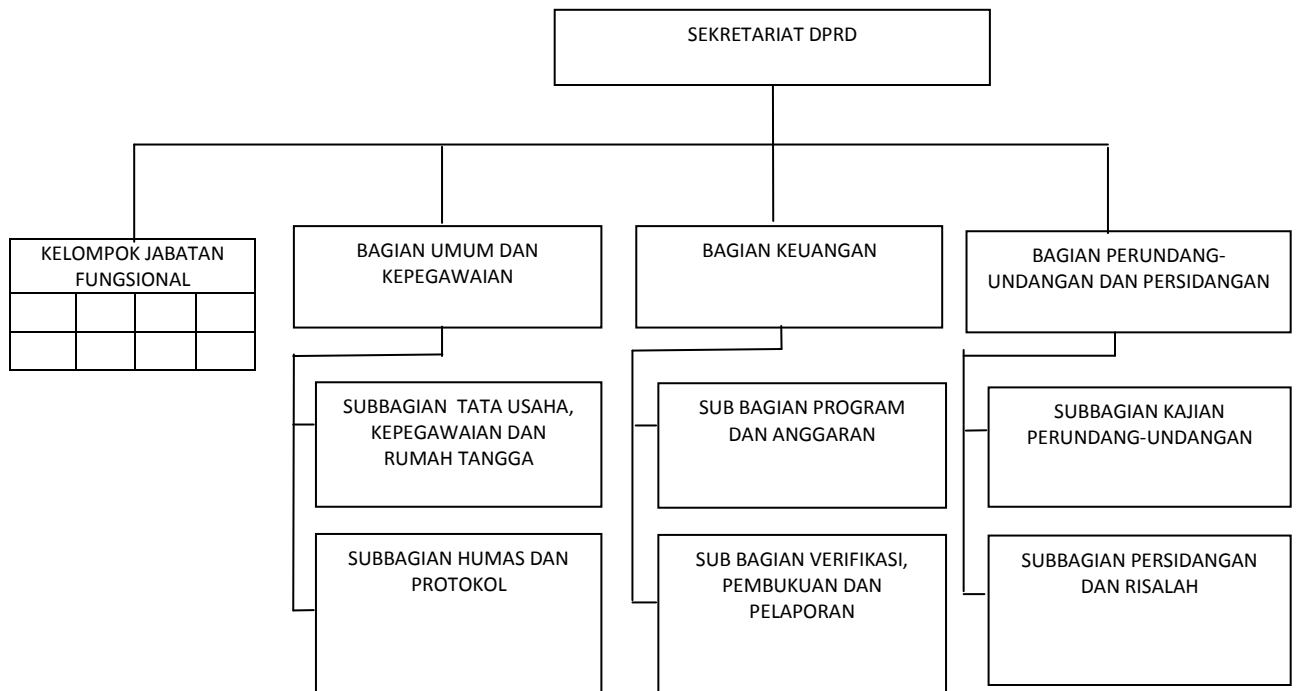 SEKRETARIAT DPRD
KELOMPOK JABATAN
FUNGSIONAL
BAGIAN UMUM DAN
KEPEGAWAIAN
BAGIAN KEUANGAN
BAGIAN PERUNDANG-
UNDANGAN DAN PERSIDANGAN
SUBBAGIAN TATA USAHA,
KEPEGAWAIAN DAN
RUMAH TANGGA
SUB BAGIAN PROGRAM
DAN ANGGARAN
SUBBAGIAN KAJIAN
PERUNDANG-UNDANGAN
SUBBAGIAN HUMAS DAN
PROTOKOL
SUB BAGIAN VERIFIKASI,
PEMBUKUAN DAN
PELAPORAN
SUBBAGIAN PERSIDANGAN
DAN RISALAH